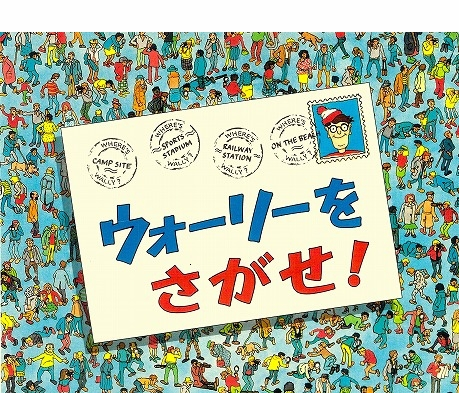 WHERE'S
CAMP SITE
WALLY?
WHERE'S
SPORTS
STADIUM
WALLY?
WHERE'S
RAILWAY
STATION
WALLY?
WHERE'S
ON THE BEA
WALLY?
ウォーリーを
さがせ!